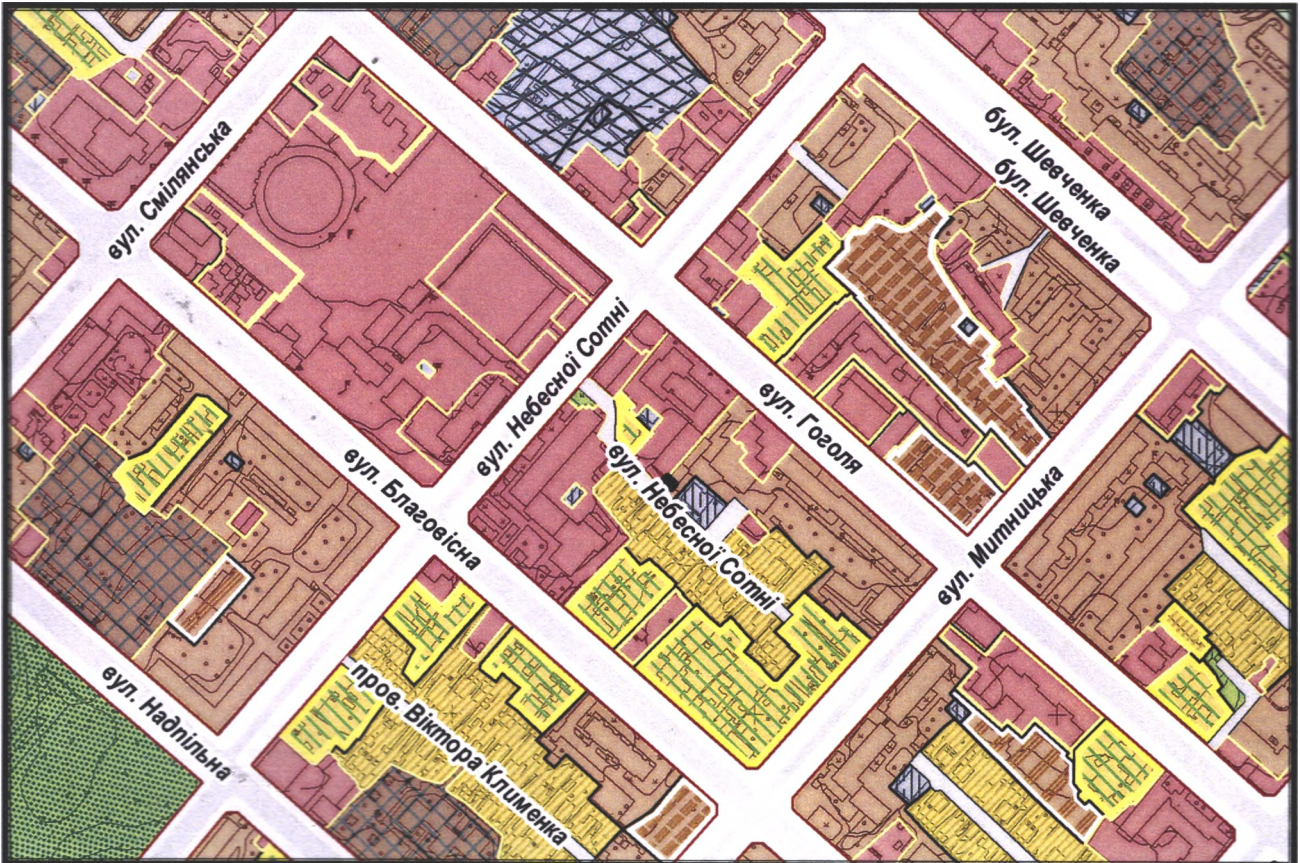 вул. Смілянська
бул. Шевченка
бул. Шевченка
вул. Небесної Сотні
вул. Гоголя
вул. Благовісна
вул. Небесної Сотні
вул. Митницька
вул. Надпільна
пров. Віктора Клименка